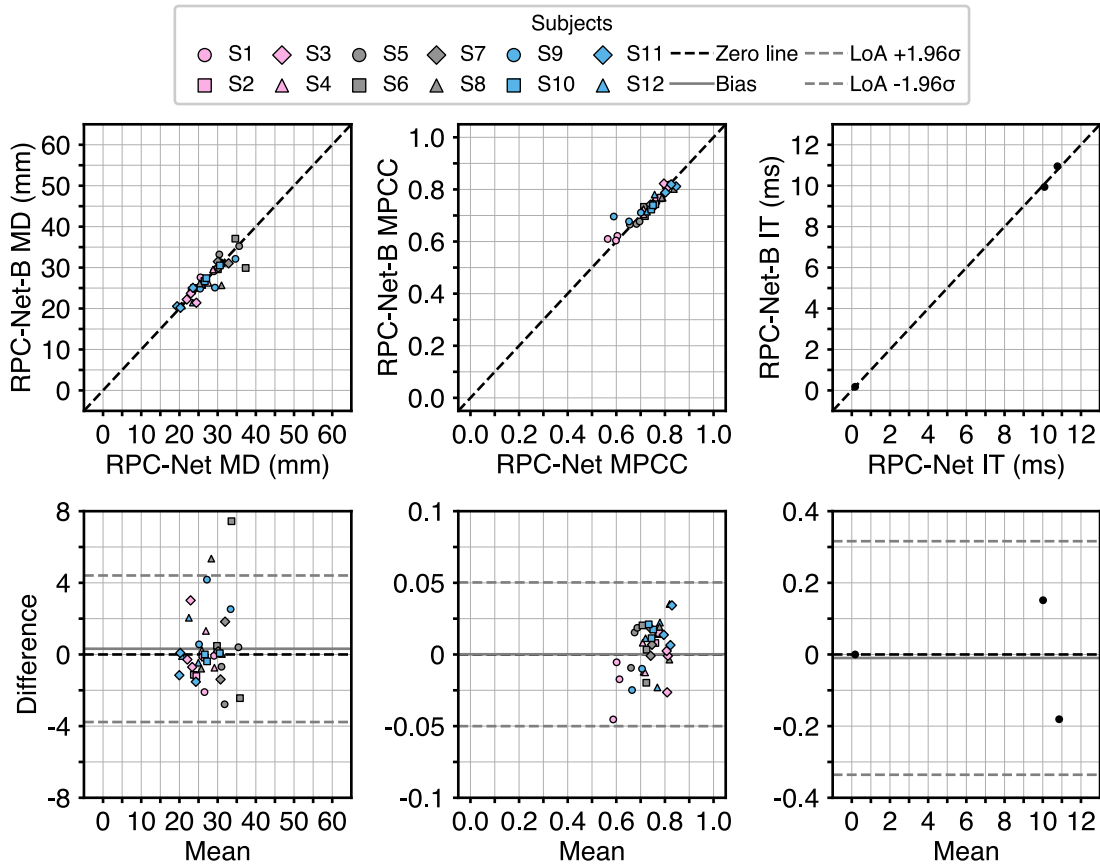 Subjects
S1 S3 S5 S7 S9 S11 Zero line LoA +1.96σ
S2 S4 S6 S8 S10 S12 Bias LoA -1.96σ
RPC-Net-B MD (mm)
60
50
40
30
20
10
0
0 10 20 30 40 50 60
RPC-Net MD (mm)
RPC-Net-B MPCC
1.0
0.8
0.6
0.4
0.2
0.0
0.0 0.2 0.4 0.6 0.8 1.0
RPC-Net MPCC
RPC-Net-B IT (ms)
12
10
8
6
4
2
0
0 2 4 6 8 10 12
RPC-Net IT (ms)
Difference
8
4
0
-4
-8
0 10 20 30 40 50 60
Mean
0.1
0.05
0
-0.05
-0.1
0.0 0.2 0.4 0.6 0.8 1.0
Mean
0.4
0.2
0
-0.2
-0.4
0 2 4 6 8 10 12
Mean